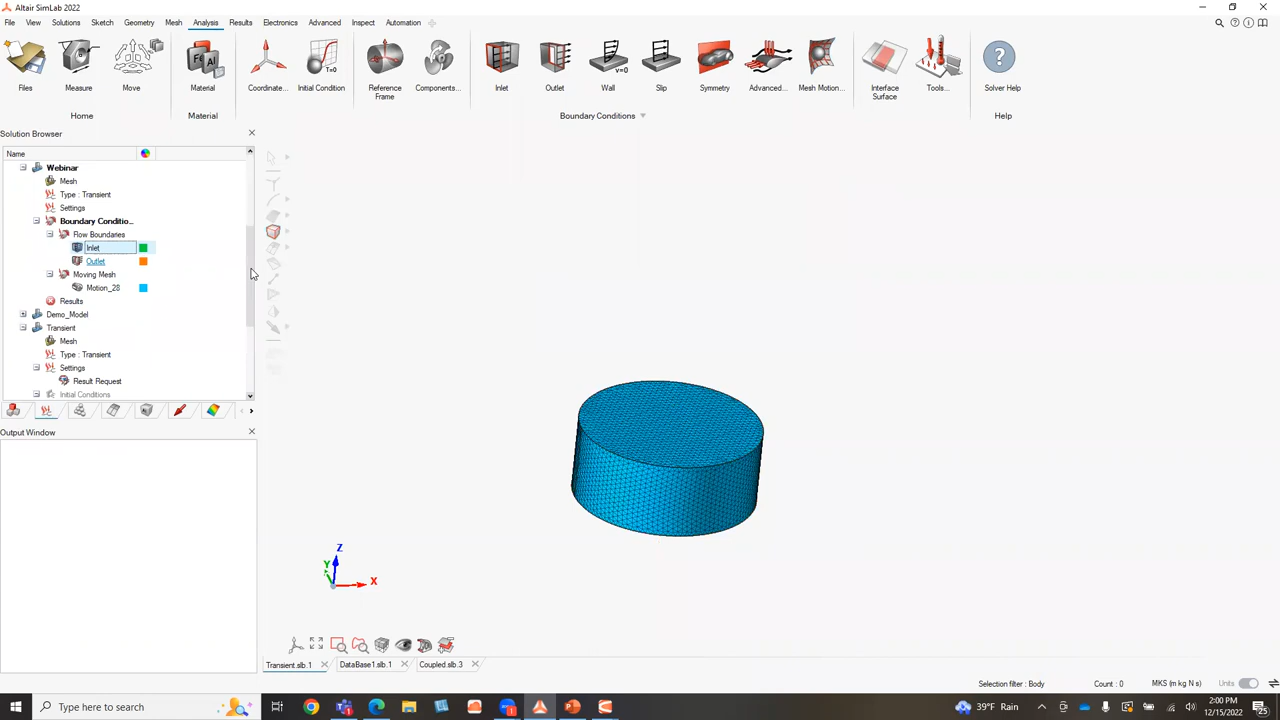 Altair SimLab 2022
File View Solutions Sketch Geometry Mesh Analysis Results Electronics Advanced Inspect Automation
T=0
Fe Al
v=0
Files Measure Move Material Coordinate... Initial Condition Reference Frame Components... Inlet Outlet Wall Slip Symmetry Advanced... Mesh Motion... Interface Surface Tools... Solver Help
Home Material Boundary Conditions Help
Solution Browser
Name
Webinar
Mesh
Type : Transient
Settings
Boundary Conditio...
Flow Boundaries
Inlet
Outlet
Moving Mesh
Motion_28
Results
Demo_Model
Transient
Mesh
Type : Transient
Settings
Result Request
Initial Conditions
Output Window
Z
Y
X
Transient.slb.1 DataBase1.slb.1 Coupled.slb.3
Selection filter : Body Count : 0 MKS (m kg N s) Units
Type here to search
39°F Rain
2:00 PM
12/15/2022